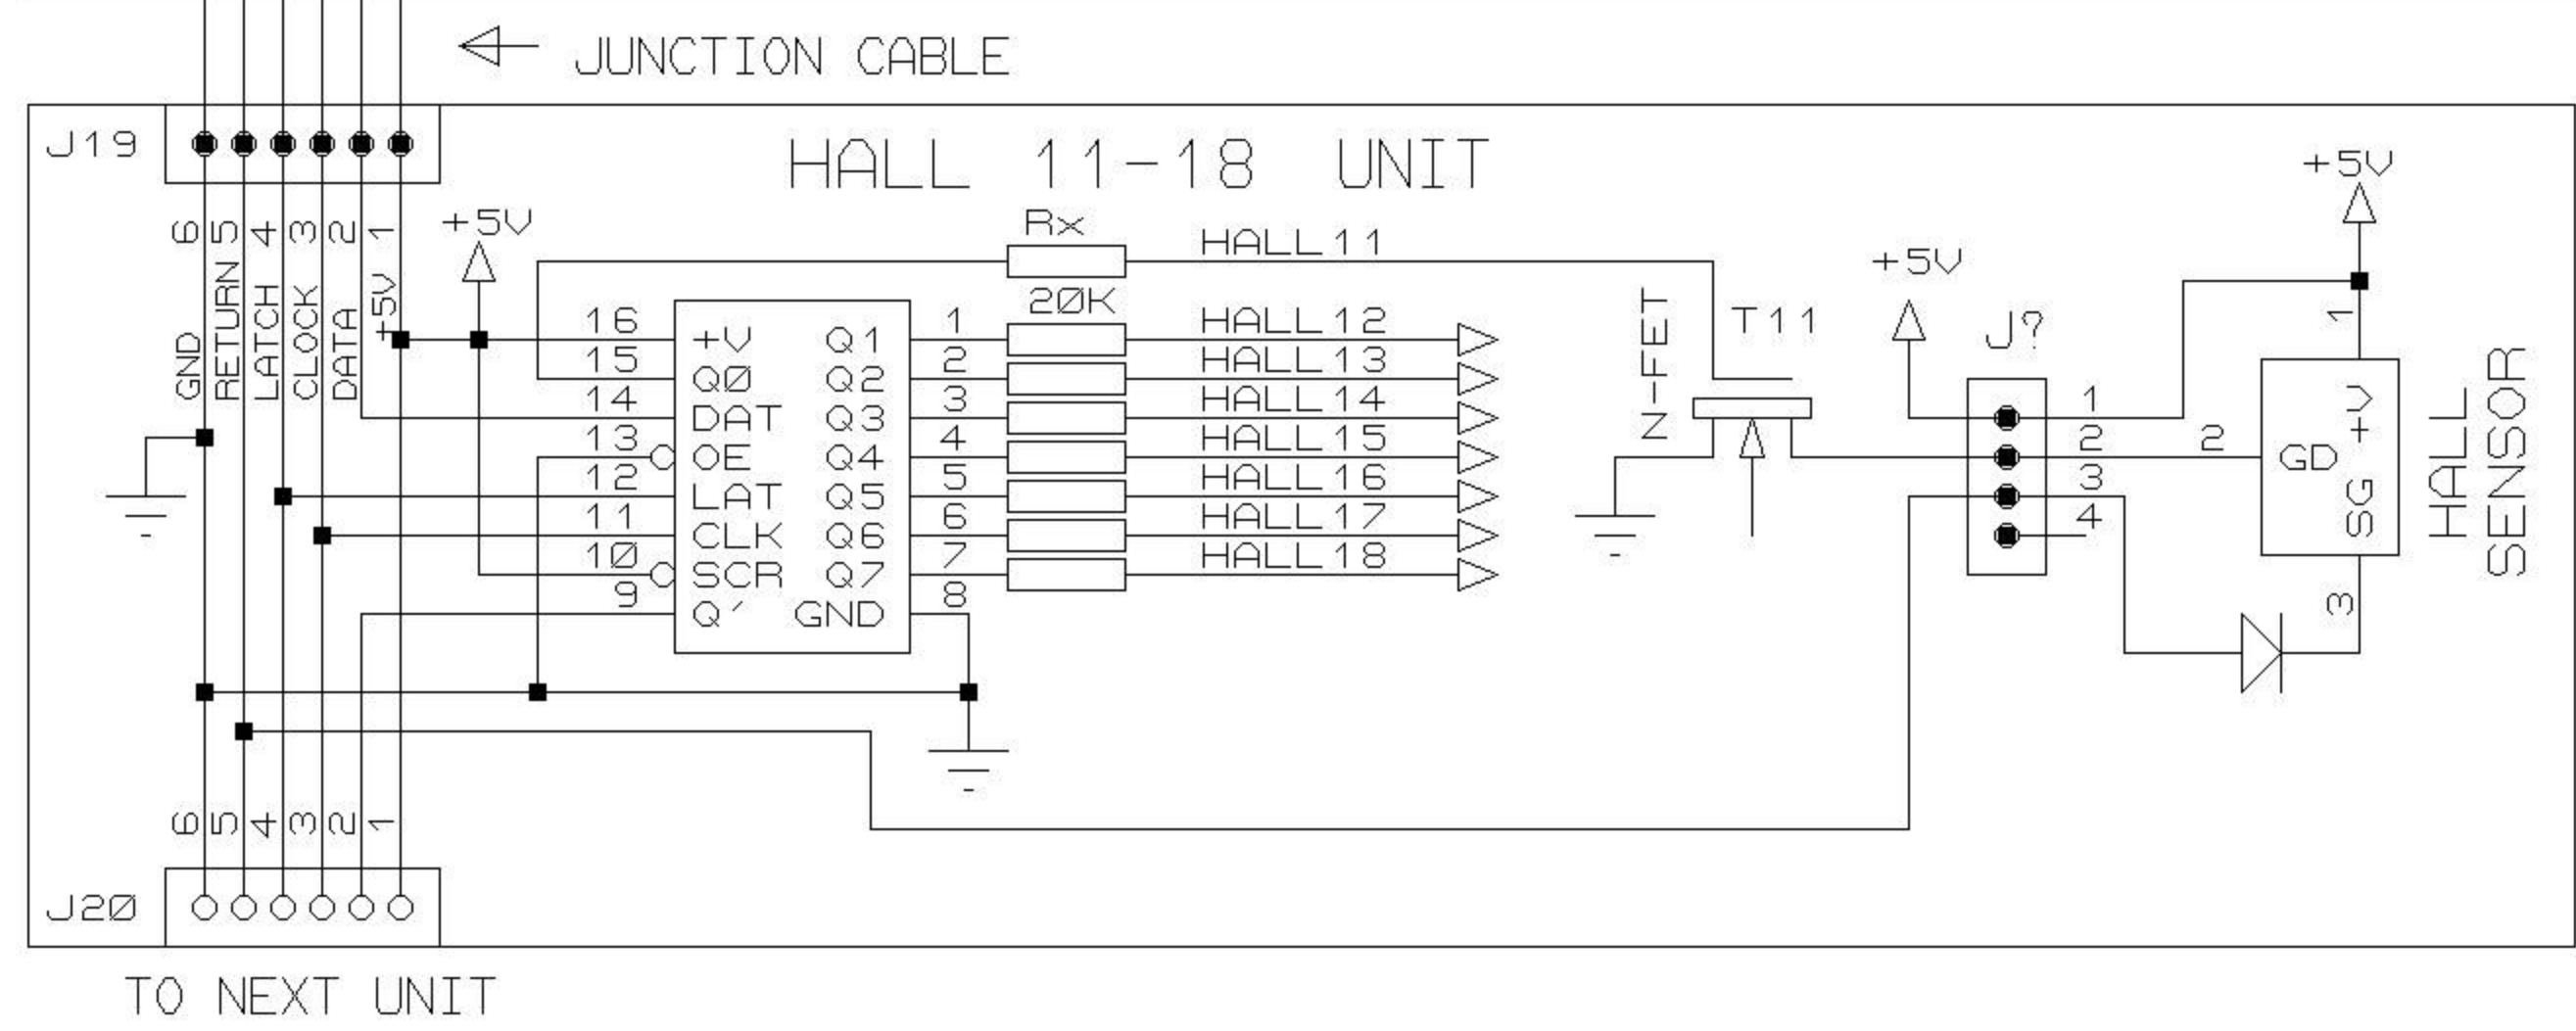 JUNCTION CABLE
J19
HALL 11-18 UNIT
+5V
6 5 4 3 2 1
+5V
Rx
HALL11
+5V
GND
RETURN
LATCH
CLOCK
DATA
+5V
20K
N-FET
T11
J?
1
16 +V Q1 1 HALL12
15 Q0 Q2 2 HALL13
14 DAT Q3 3 HALL14
13 OE Q4 4 HALL15
12 LAT Q5 5 HALL16
11 CLK Q6 6 HALL17
10 SCR Q7 7 HALL18
9 Q' GND 8
1
2 2
3
4
GD +V
SG
3
HALL
SENSOR
6 5 4 3 2 1
J20
TO NEXT UNIT